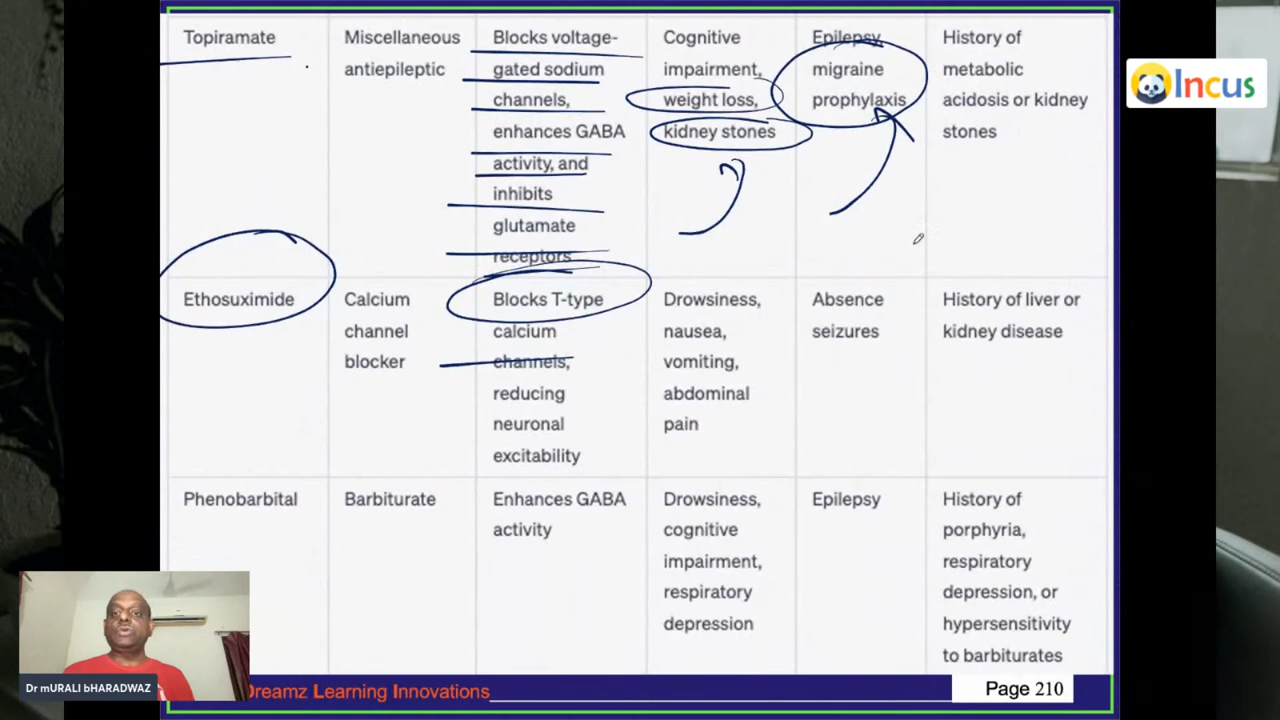 Topiramate
Miscellaneous
antiepileptic
Blocks voltage-
gated sodium
channels,
enhances GABA
activity, and
inhibits
glutamate
receptors
Cognitive
impairment,
weight loss,
kidney stones
Epilepsy
migraine
prophylaxis
History of
metabolic
acidosis or kidney
stones
Ethosuximide
Calcium
channel
blocker
Blocks T-type
calcium
channels,
reducing
neuronal
excitability
Drowsiness,
nausea,
vomiting,
abdominal
pain
Absence
seizures
History of liver or
kidney disease
Phenobarbital
Barbiturate
Enhances GABA
activity
Drowsiness,
cognitive
impairment,
respiratory
depression
Epilepsy
History of
porphyria,
respiratory
depression, or
hypersensitivity
to barbiturates
Incus
Dr mURALI bHARADWAZ
Dreamz Learning Innovations
Page 210